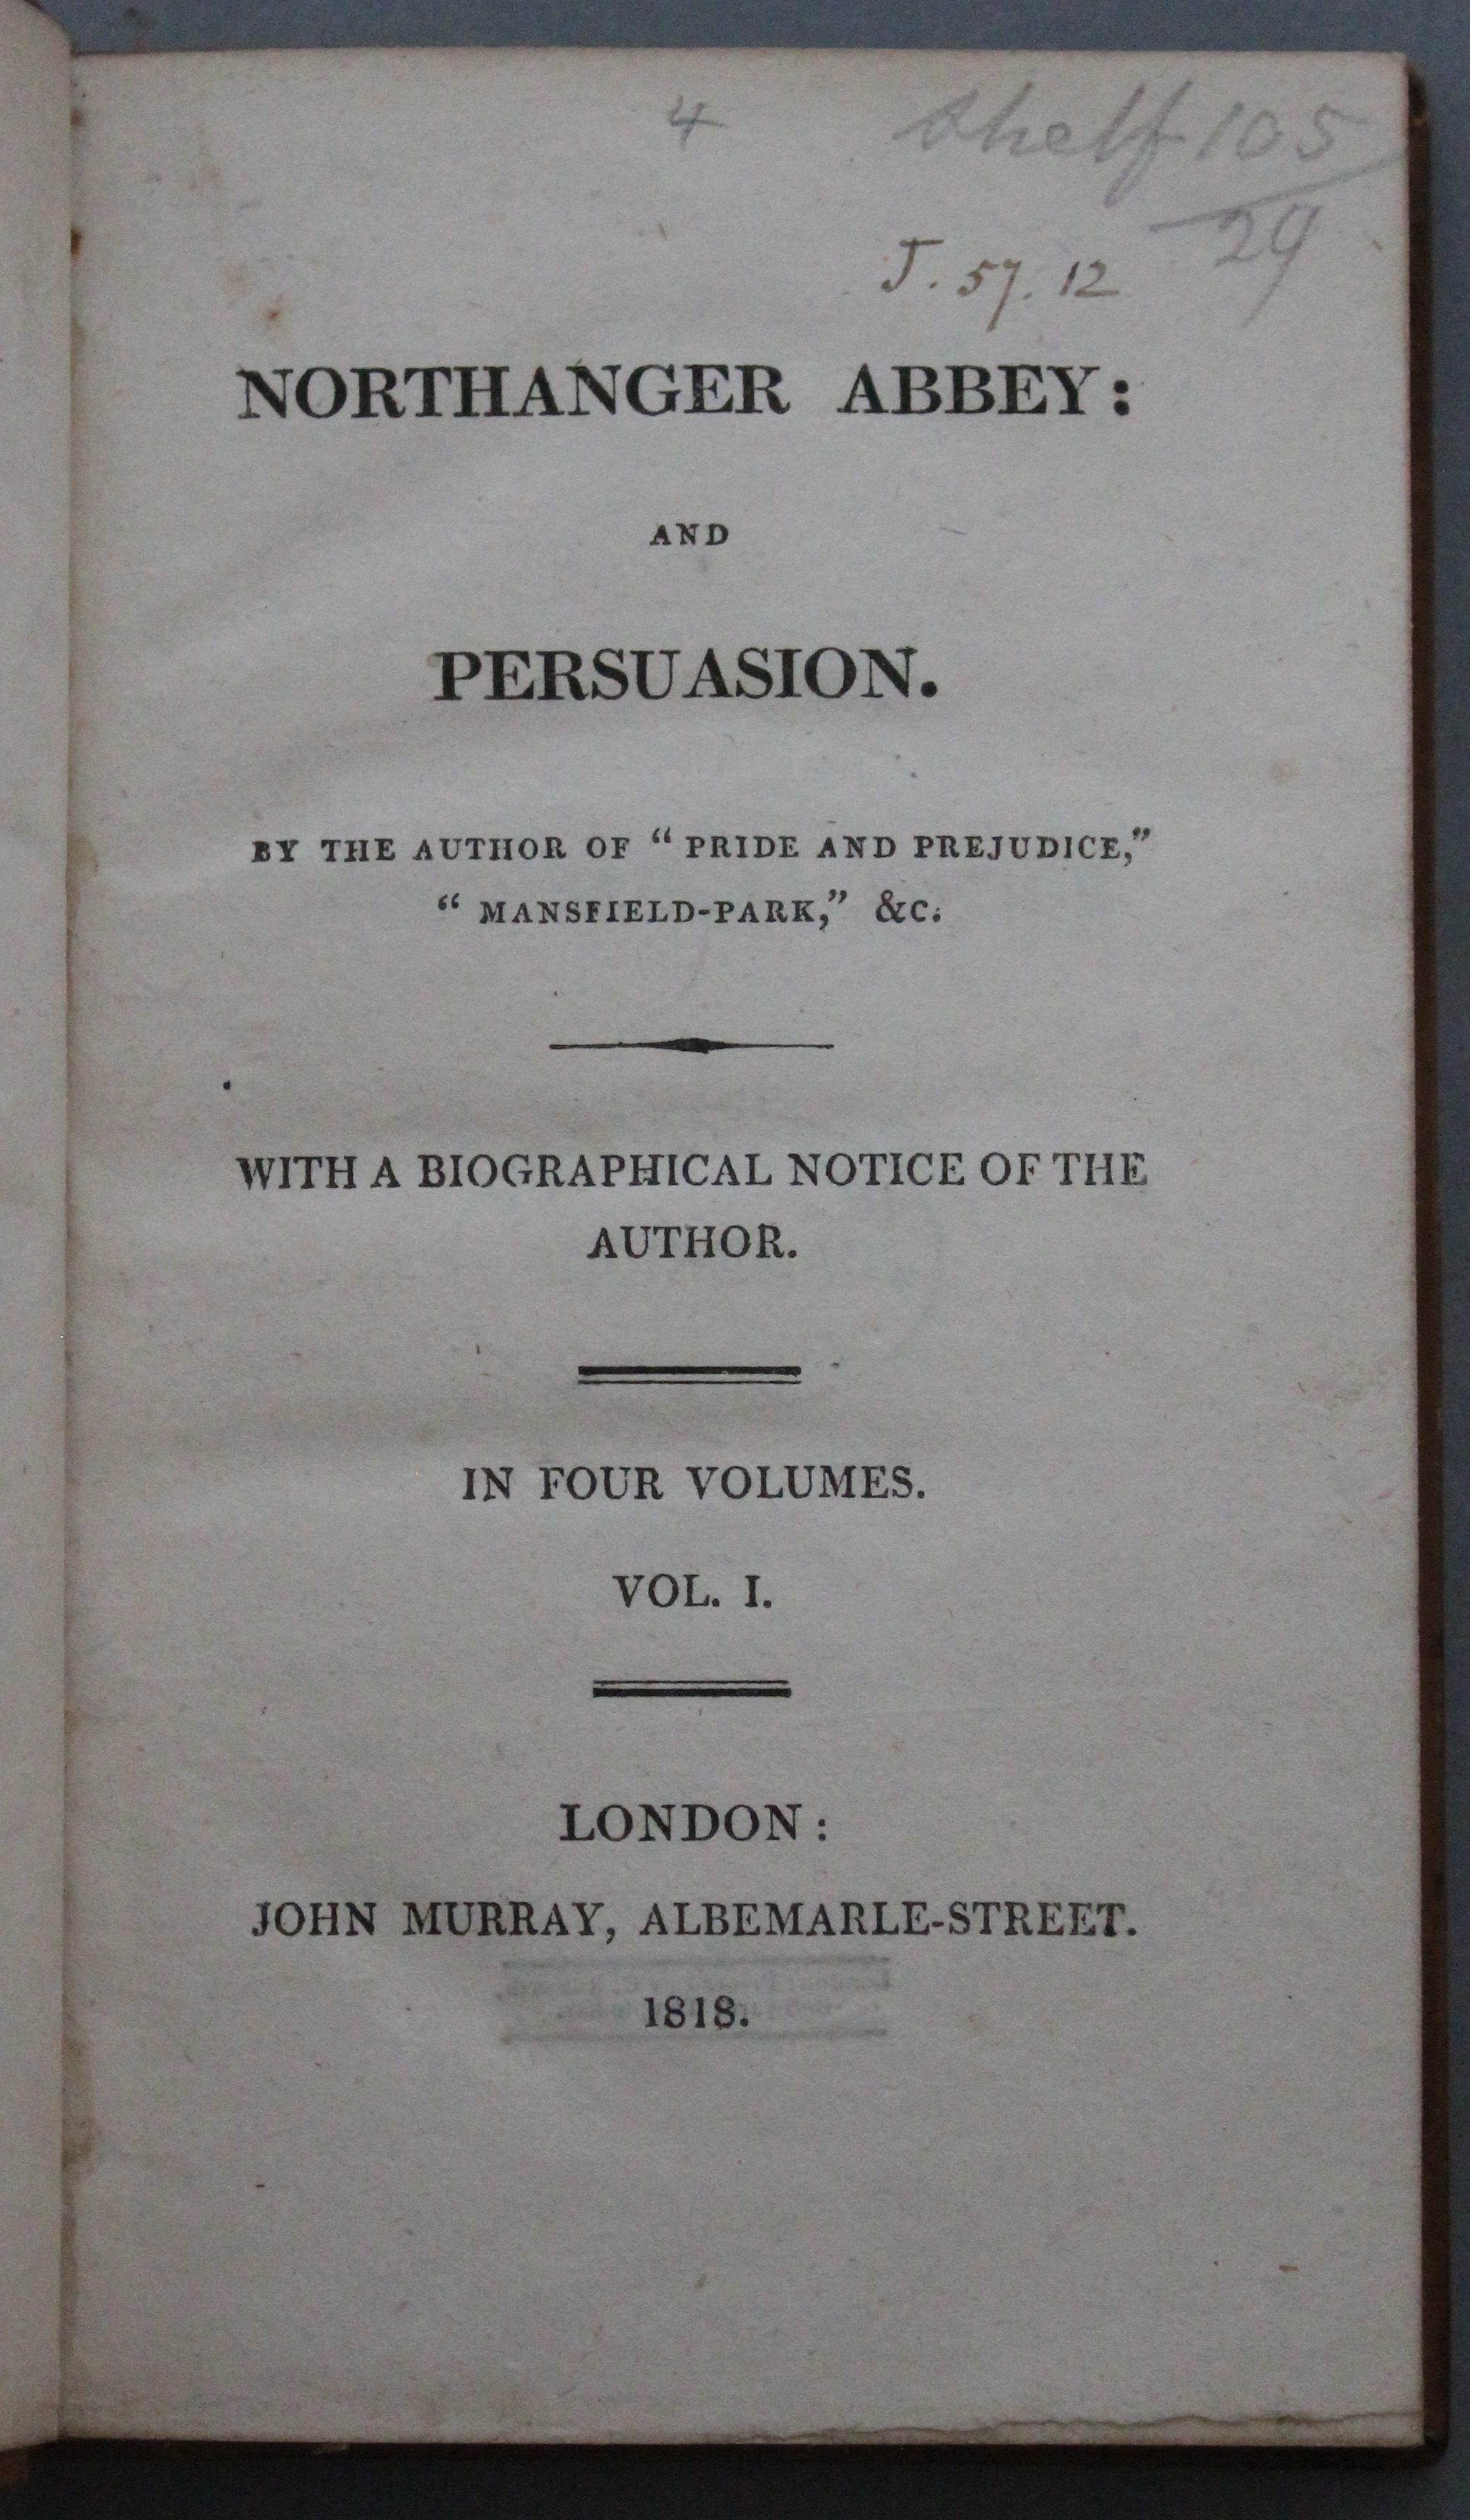 4
Shelf 105
29
J. 57. 12
NORTHANGER ABBEY:
AND
PERSUASION.
BY THE AUTHOR OF “ PRIDE AND PREJUDICE,”
“ MANSFIELD-PARK,” &C.
WITH A BIOGRAPHICAL NOTICE OF THE
AUTHOR.
IN FOUR VOLUMES.
VOL. I.
LONDON:
JOHN MURRAY, ALBEMARLE-STREET.
1818.